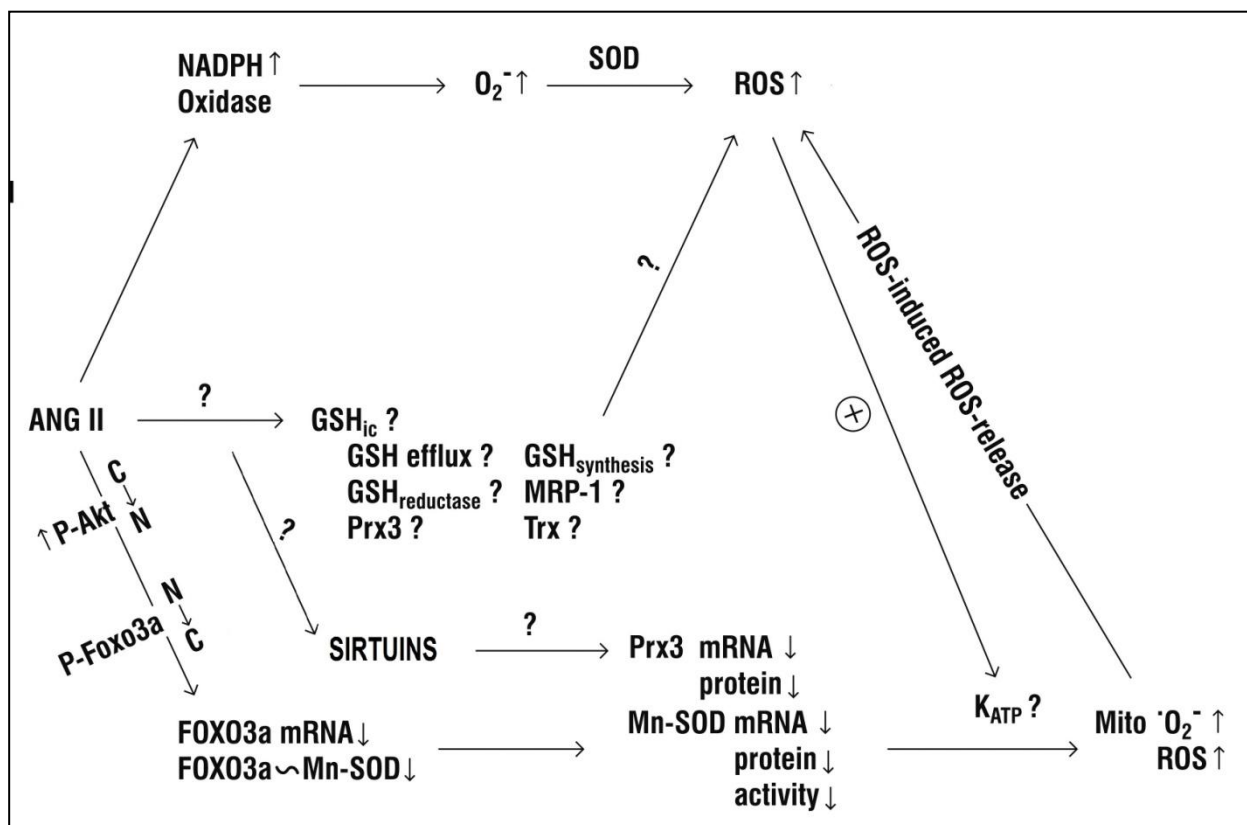 NADPH ↑
Oxidase
O₂⁻ ↑
SOD
ROS ↑
?
ROS-induced ROS-release
ANG II
?
GSHic ?
GSH efflux ? GSHsynthesis ?
GSHreductase ? MRP-1 ?
Prx3 ? Trx ?
+
C
↑ P-Akt N
?
N
P-Foxo3a C
SIRTUINS
?
Prx3 mRNA ↓
protein ↓
Mn-SOD mRNA ↓
protein ↓
activity ↓
KATP ?
Mito ·O₂⁻ ↑
ROS ↑
FOXO3a mRNA ↓
FOXO3a ∽ Mn-SOD ↓